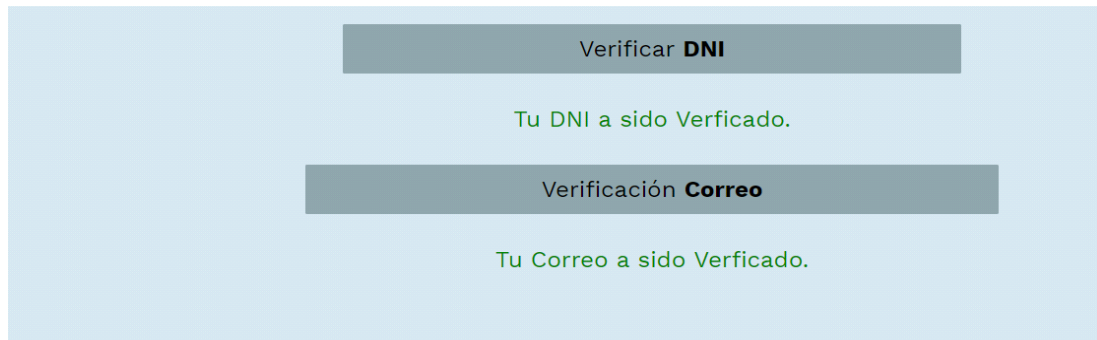 Verificar DNI
Tu DNI a sido Verficado.
Verificación Correo
Tu Correo a sido Verficado.